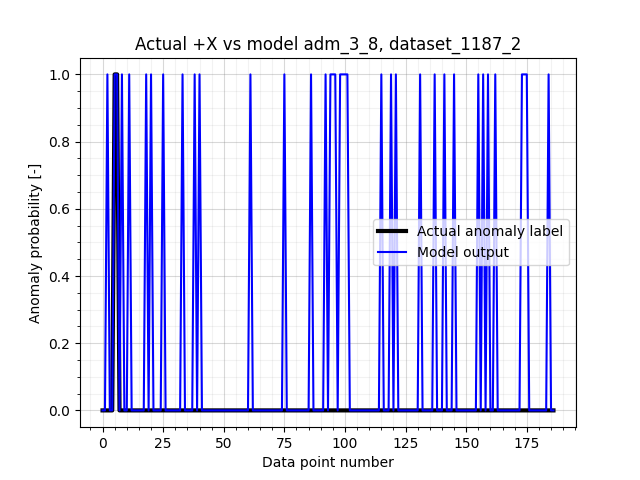 Actual +X vs model adm_3_8, dataset_1187_2
Anomaly probability [-]
1.0
0.8
0.6
0.4
0.2
0.0
Actual anomaly label
Model output
0 25 50 75 100 125 150 175
Data point number